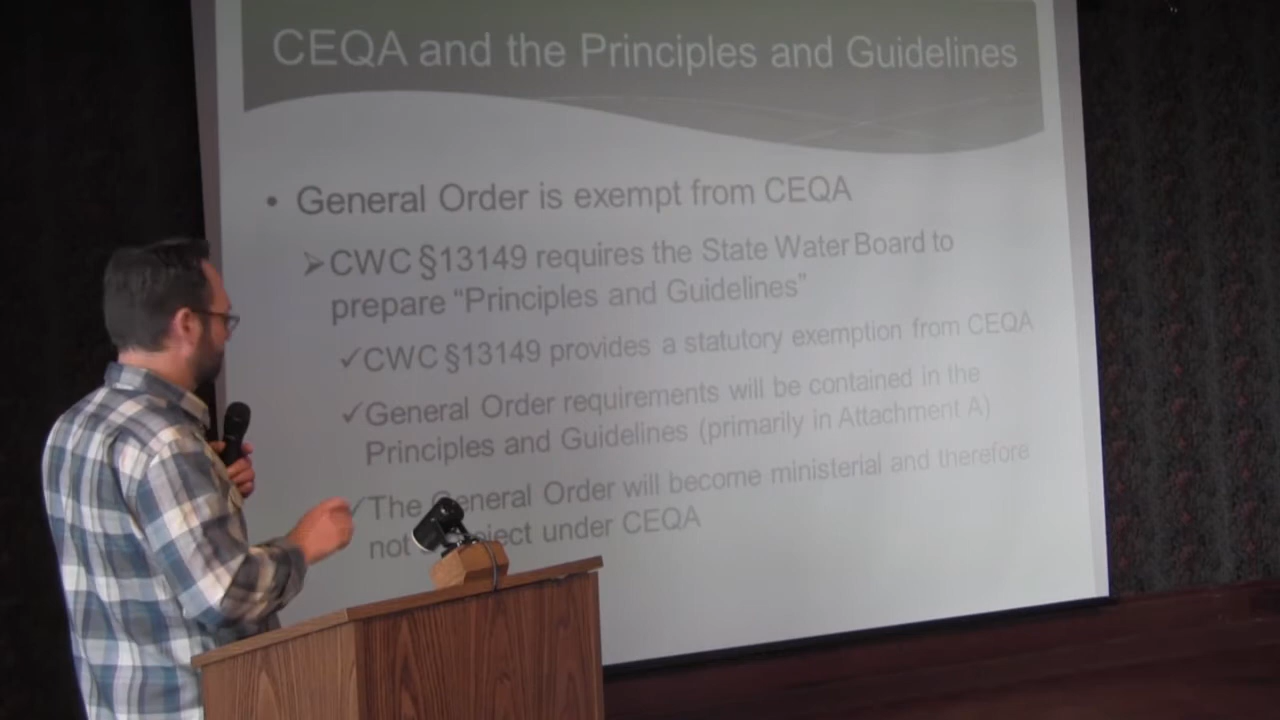 CEQA and the Principles and Guidelines
• General Order is exempt from CEQA
➢CWC §13149 requires the State Water Board to
prepare “Principles and Guidelines”
✓CWC §13149 provides a statutory exemption from CEQA
✓General Order requirements will be contained in the
Principles and Guidelines (primarily in Attachment A)
✓The General Order will become ministerial and therefore
not under CEQA